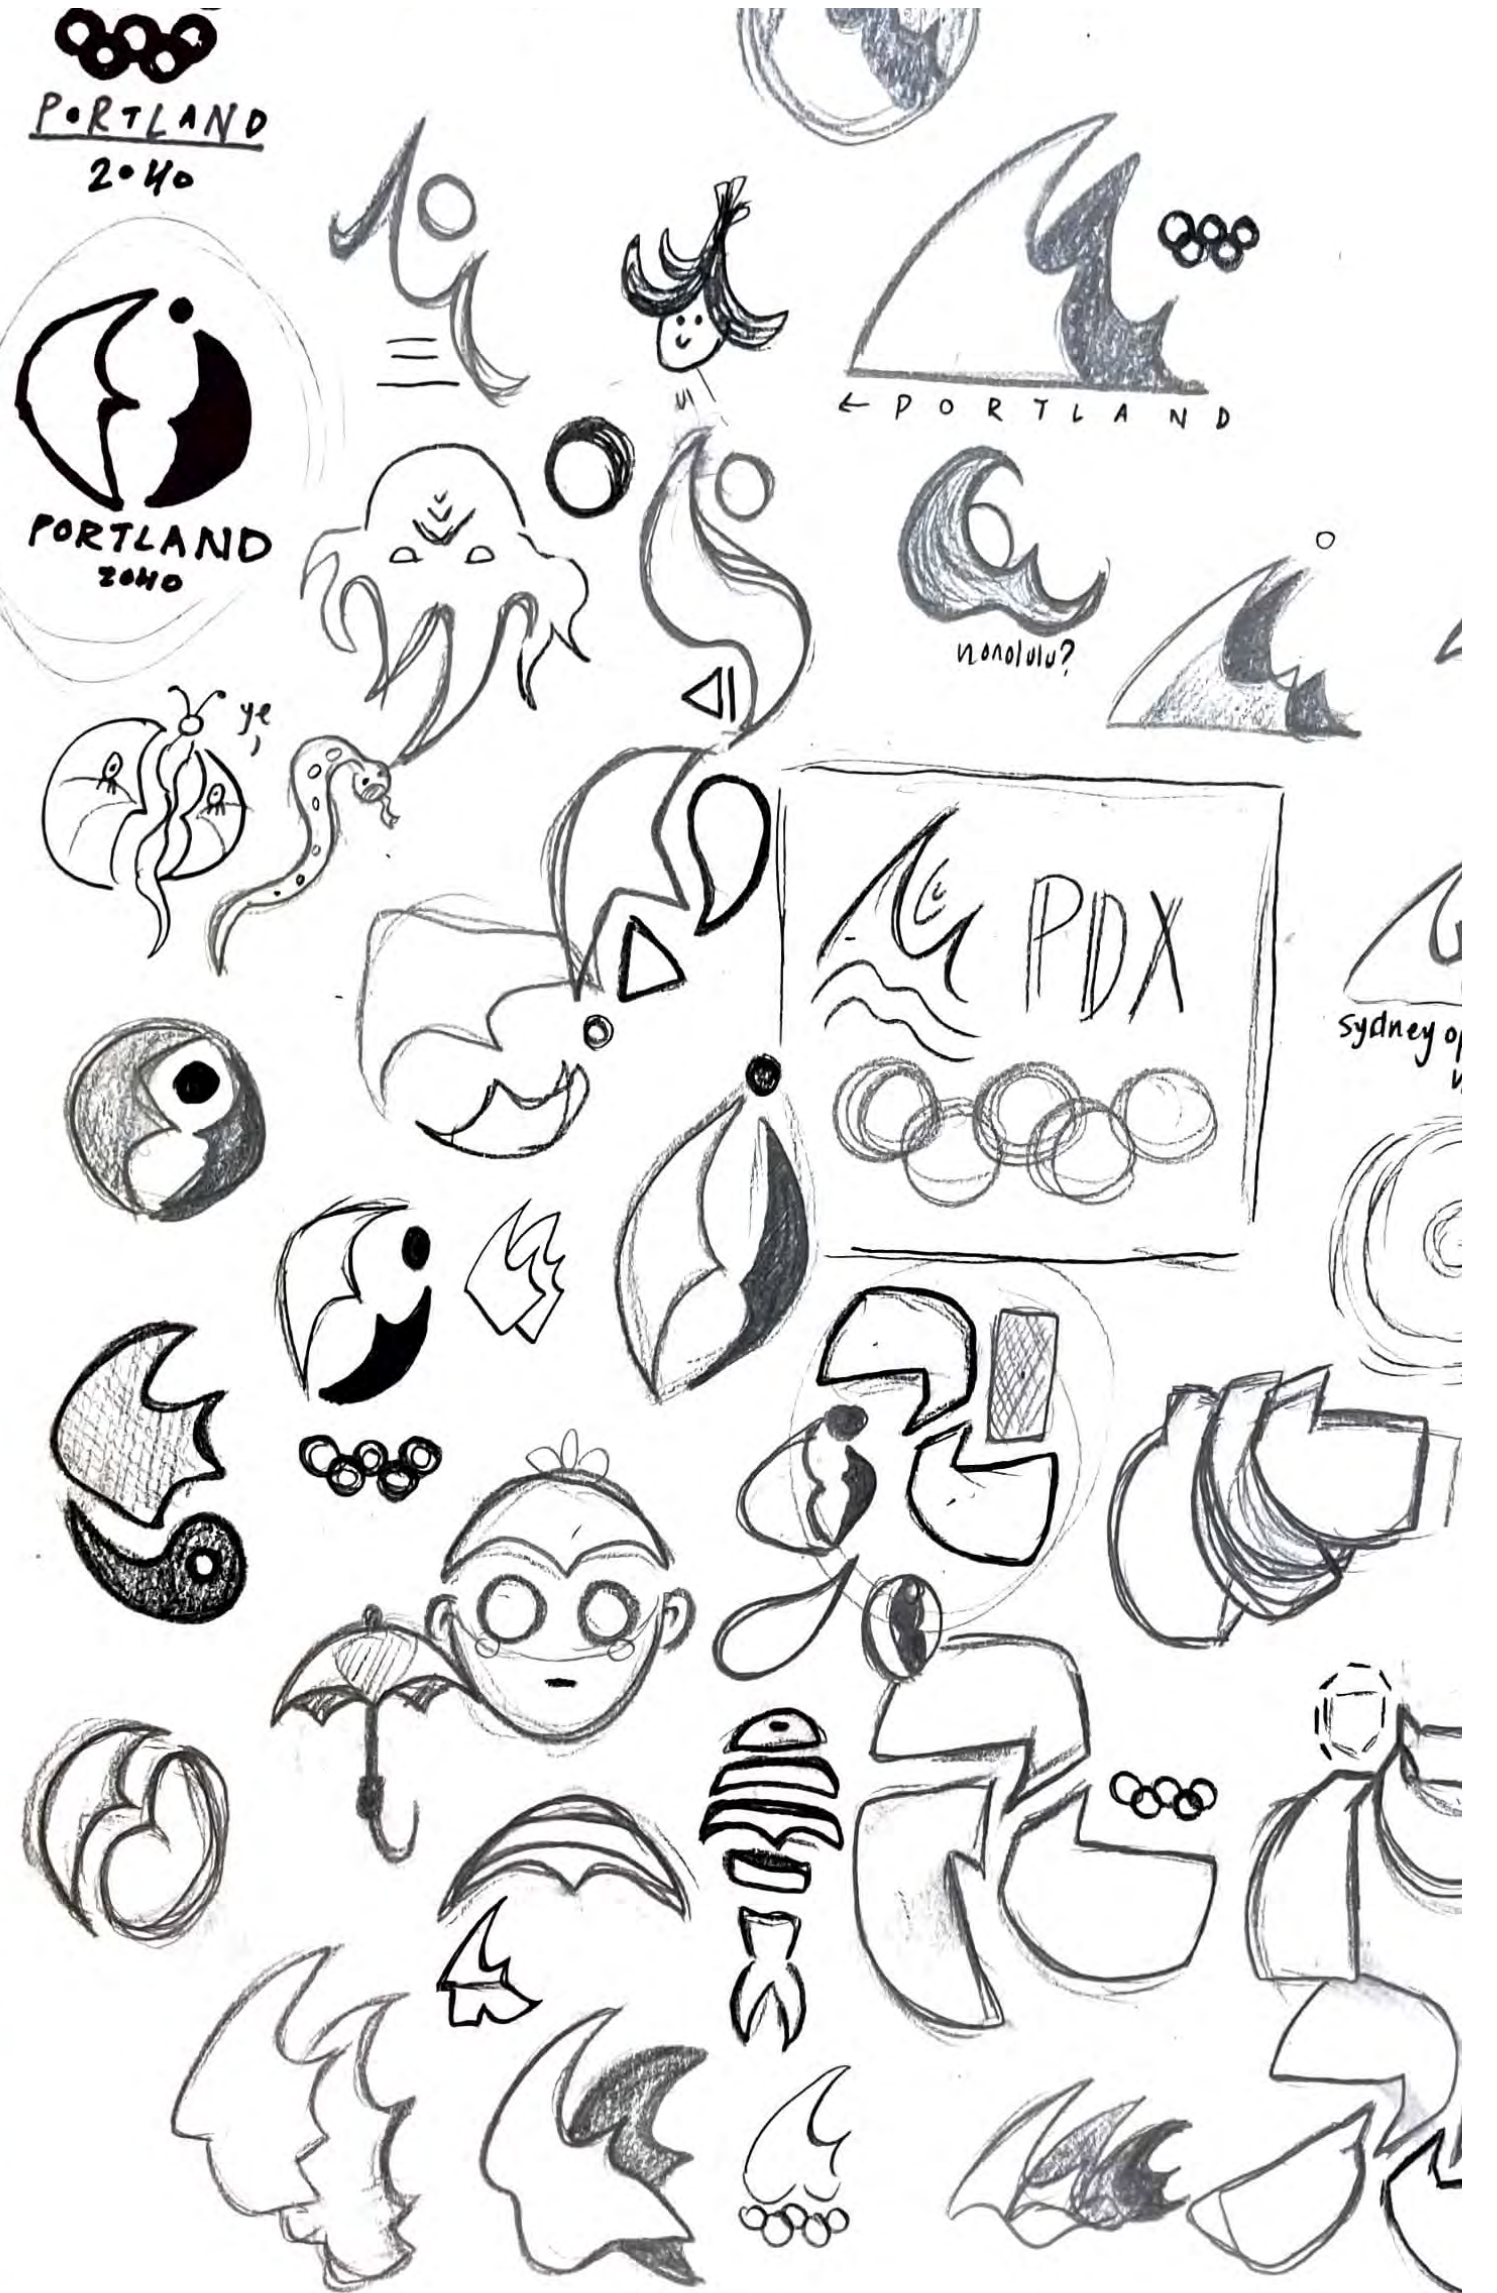 PORTLAND
2040
← PORTLAND
PORTLAND
2040
Honolulu?
ye
PDX
Sydney